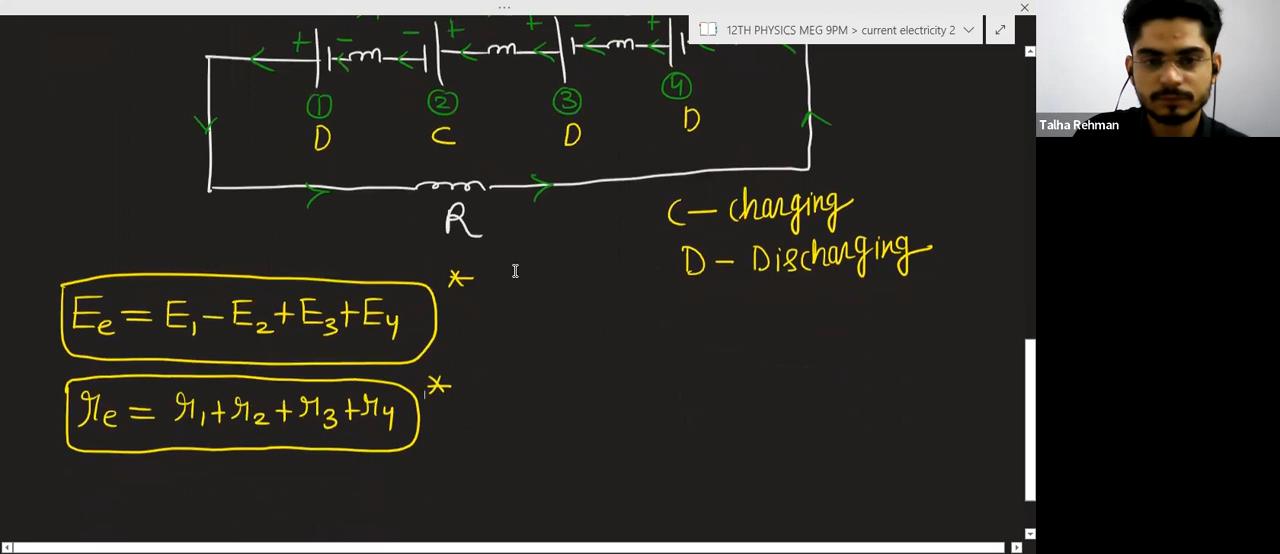 12TH PHYSICS MEG 9PM > current electricity 2
Talha Rehman
+ − − + + − +
① ② ③ ④
D C D D
R
C — charging
D — Discharging
Eₑ = E₁ − E₂ + E₃ + E₄ *
rₑ = r₁ + r₂ + r₃ + r₄ *